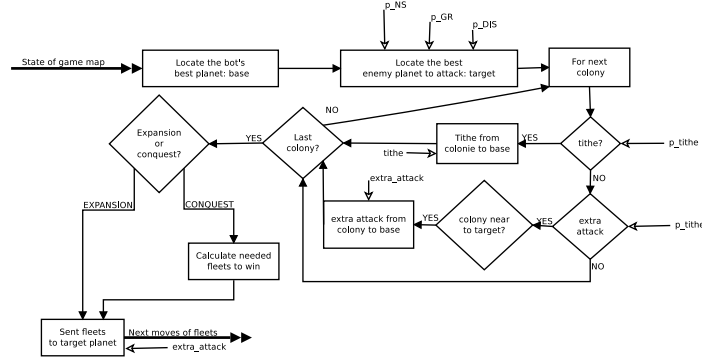 p_NS
p_GR
p_DIS
State of game map
Locate the bot's
best planet: base
Locate the best
enemy planet to attack: target
For next
colony
NO
Expansion
or
conquest?
YES
Last
colony?
Tithe from
colonie to base
YES
tithe?
p_tithe
tithe
NO
extra_attack
EXPANSION
CONQUEST
extra attack from
colony to base
YES
colony near
to target?
YES
extra
attack
p_tithe
NO
Calculate needed
fleets to win
Sent fleets
to target planet
Next moves of fleets
extra_attack